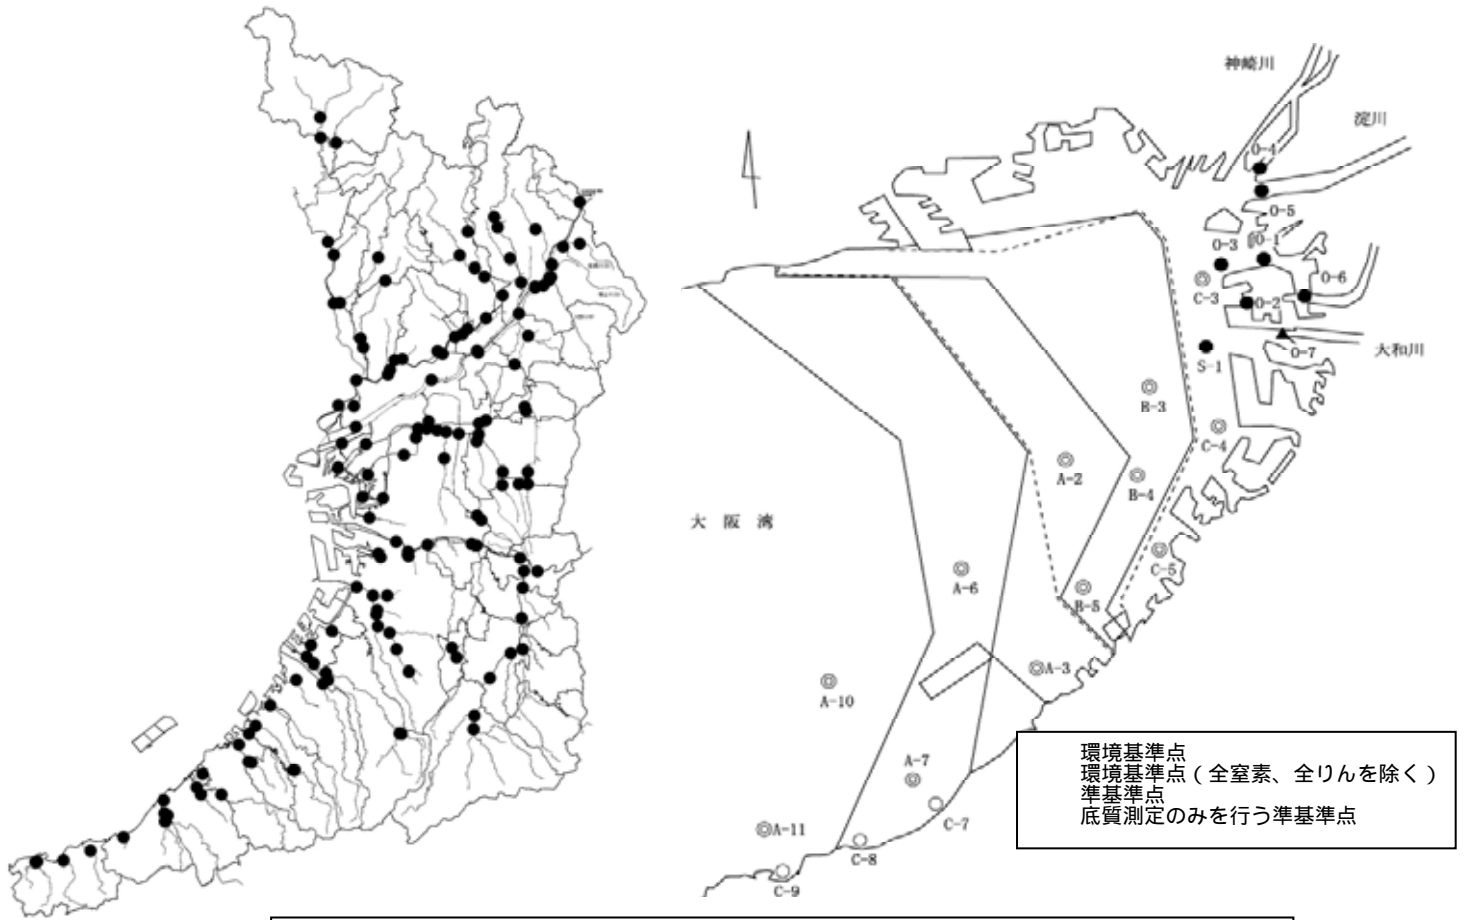 神崎川
淀川
O-4
O-5
O-3
O-1
O-6
C-3
O-2
大和川
O-7
S-1
B-3
C-4
A-2
B-4
大阪湾
C-5
A-6
B-5
A-3
A-10
A-7
C-7
A-11
C-8
C-9
環境基準点
環境基準点(全窒素、全りんを除く)
準基準点
底質測定のみを行う準基準点